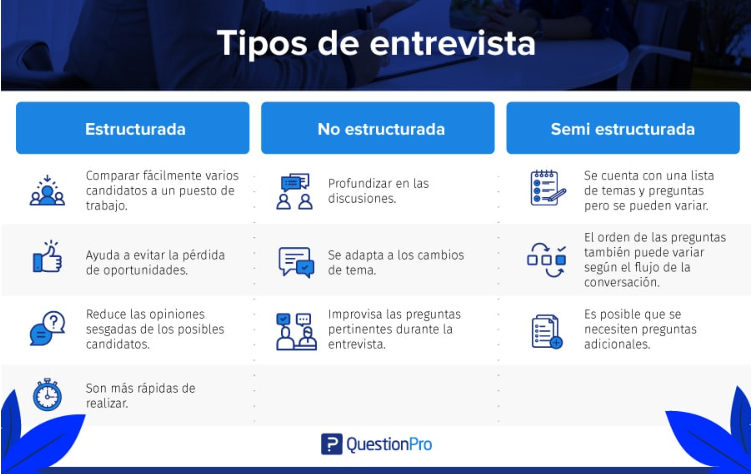 Tipos de entrevista
Estructurada
Comparar fácilmente varios
candidatos a un puesto de
trabajo.
Ayuda a evitar la pérdida
de oportunidades.
Reduce las opiniones
sesgadas de los posibles
candidatos.
Son más rápidas de
realizar.
No estructurada
Profundizar en las
discusiones.
Se adapta a los cambios
de tema.
Improvisa las preguntas
pertinentes durante la
entrevista.
Semi estructurada
Se cuenta con una lista
de temas y preguntas
pero se pueden variar.
El orden de las preguntas
también puede variar
según el flujo de la
conversación.
Es posible que se
necesiten preguntas
adicionales.
QuestionPro